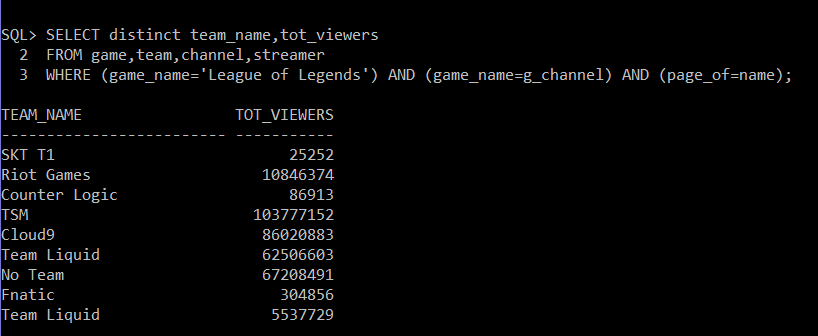 SQL> SELECT distinct team_name,tot_viewers
  2  FROM game,team,channel,streamer
  3  WHERE (game_name='League of Legends') AND (game_name=g_channel) AND (page_of=name);
TEAM_NAME                TOT_VIEWERS
------------------------ -----------
SKT T1                         25252
Riot Games                  10846374
Counter Logic                  86913
TSM                        103777152
Cloud9                      86020883
Team Liquid                 62506603
No Team                     67208491
Fnatic                        304856
Team Liquid                  5537729